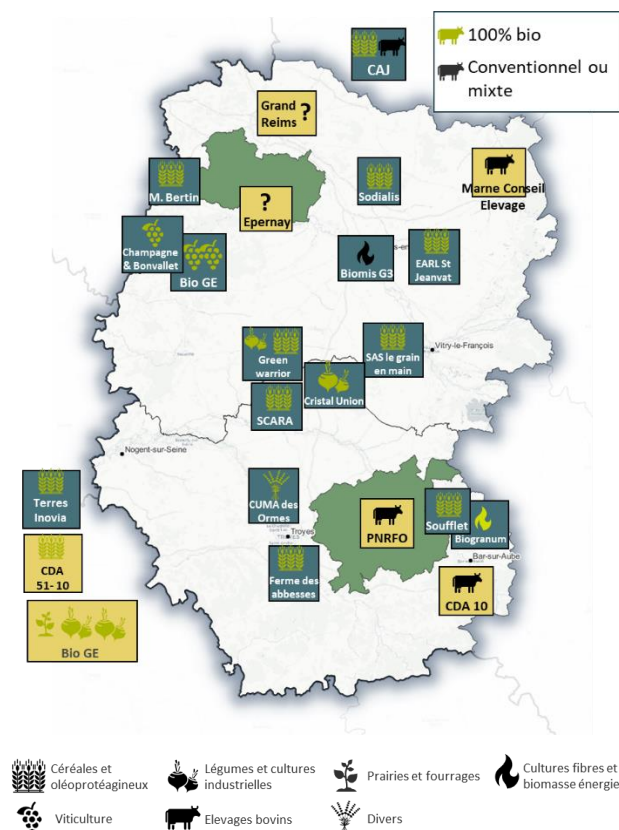 100% bio
Conventionnel ou
mixte
CAJ
Grand
Reims ?
M. Bertin
?
Epernay
Sodialis
Marne Conseil
Elevage
Champagne
& Bonvallet
Bio GE
Biomis G3
EARL St
Jeanvat
Green
warrior
SAS le grain
en main
Vitry-le-François
Cristal Union
SCARA
Nogent-sur-Seine
Terres
Inovia
CUMA des
Ormes
Troyes
PNRFO
Soufflet
Biogranum
Bar-sur-Aube
CDA
51- 10
Ferme des
abbesses
CDA 10
Bio GE
Céréales et
oléoprotéagineux
Légumes et cultures
industrielles
Prairies et fourrages
Cultures fibres et
biomasse énergie
Viticulture
Elevages bovins
Divers